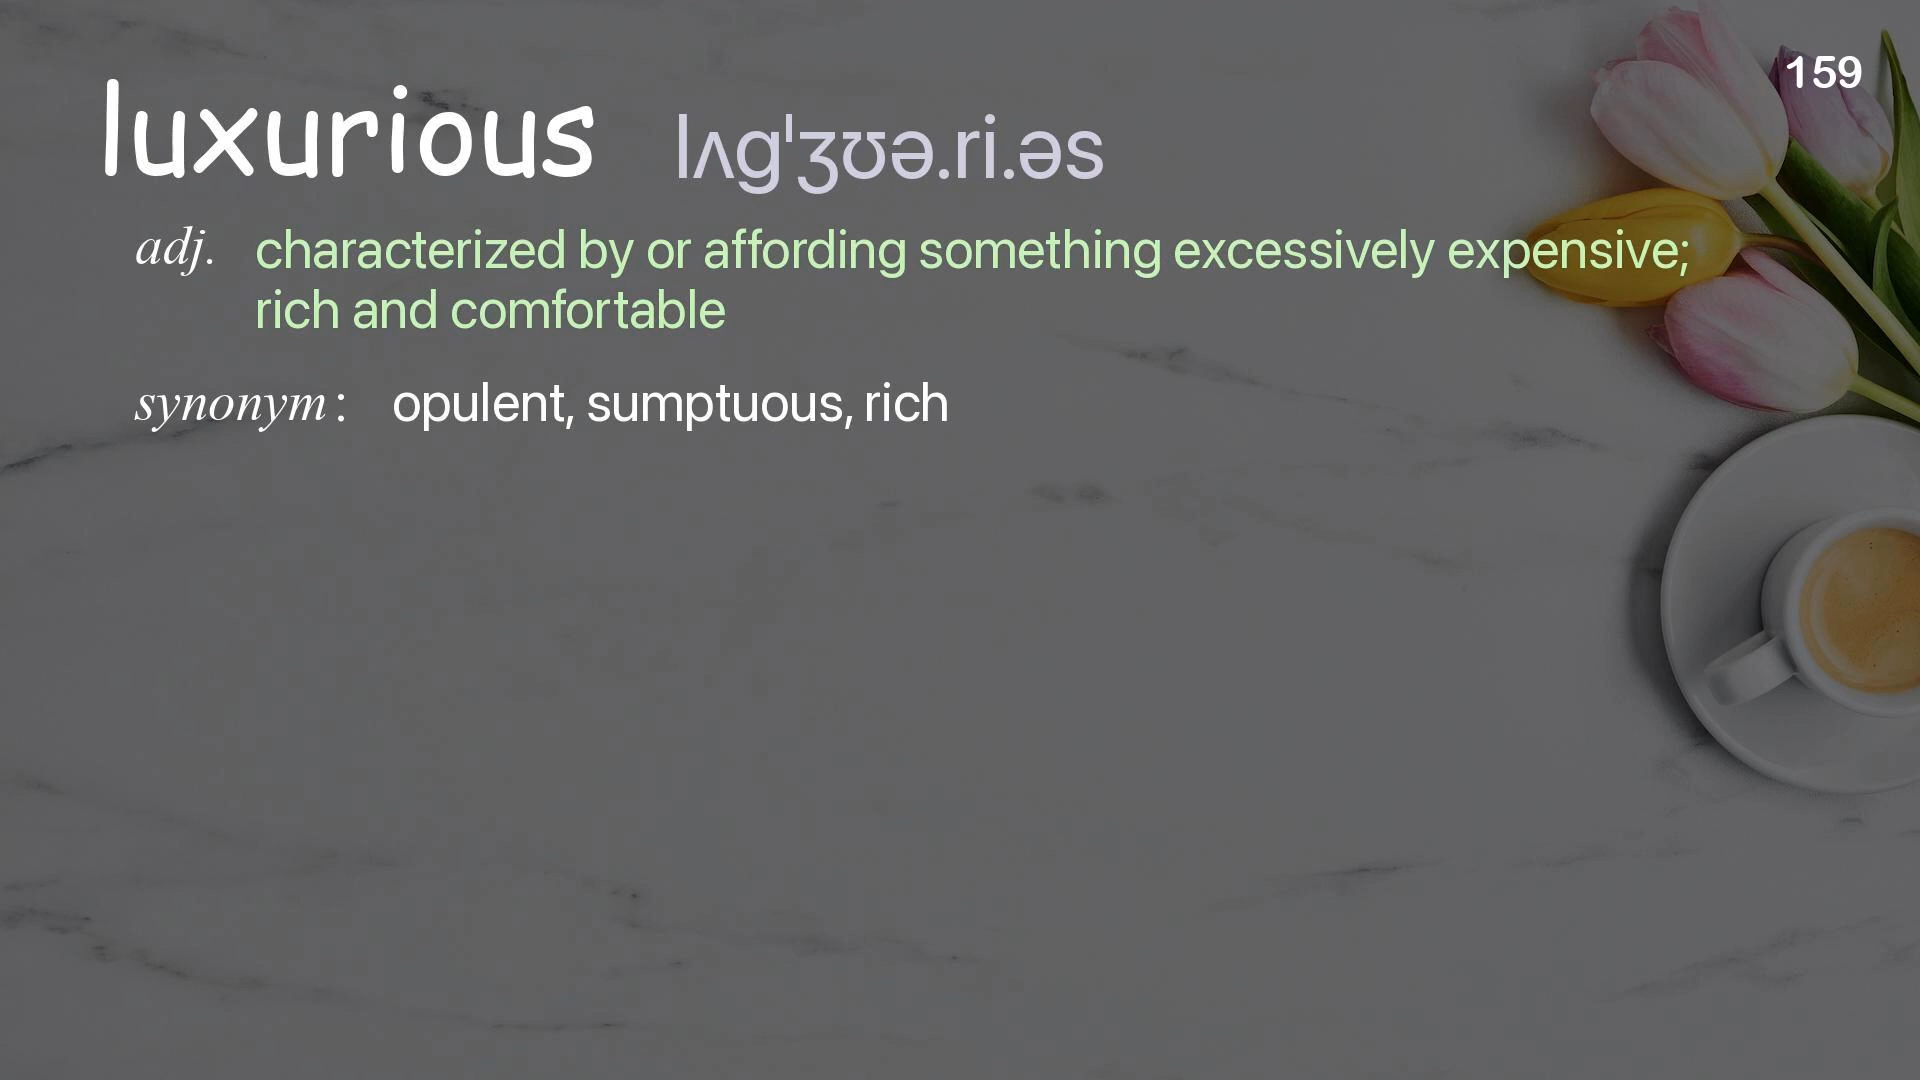 159
luxurious lʌgˈʒʊə.ri.əs
adj. characterized by or affording something excessively expensive;
rich and comfortable
synonym : opulent, sumptuous, rich